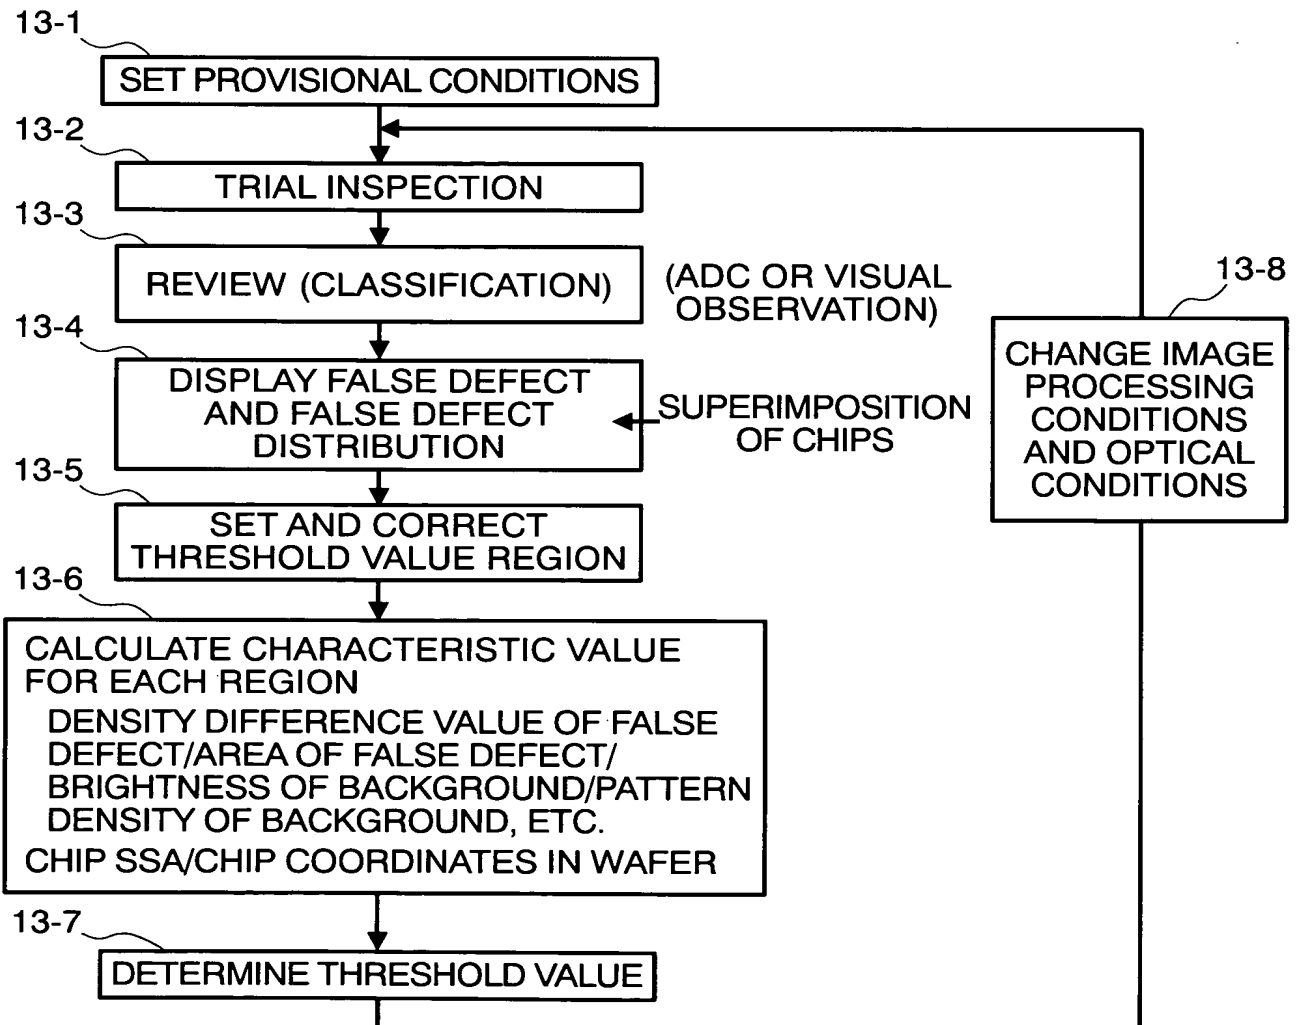 13-1
SET PROVISIONAL CONDITIONS
13-2
TRIAL INSPECTION
13-3
REVIEW (CLASSIFICATION)
(ADC OR VISUAL
OBSERVATION)
13-4
DISPLAY FALSE DEFECT
AND FALSE DEFECT
DISTRIBUTION
SUPERIMPOSITION
OF CHIPS
13-5
SET AND CORRECT
THRESHOLD VALUE REGION
13-6
CALCULATE CHARACTERISTIC VALUE
FOR EACH REGION
DENSITY DIFFERENCE VALUE OF FALSE
DEFECT/AREA OF FALSE DEFECT/
BRIGHTNESS OF BACKGROUND/PATTERN
DENSITY OF BACKGROUND, ETC.
CHIP SSA/CHIP COORDINATES IN WAFER
13-7
DETERMINE THRESHOLD VALUE
13-8
CHANGE IMAGE
PROCESSING
CONDITIONS
AND OPTICAL
CONDITIONS